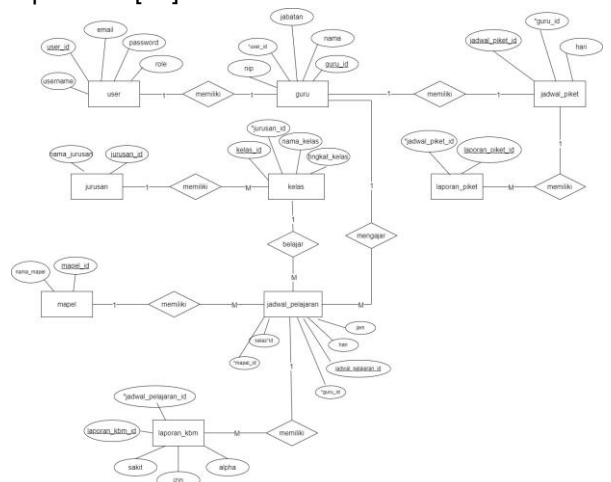 jabatan
email
*user_id
nama
*guru_id
user_id
password
jadwal_piket_id
hari
username
role
nip
guru_id
user
1
memiliki
1
guru
1
memiliki
1
jadwal_piket
*jurusan_id
nama_jurusan
jurusan_id
kelas_id
nama_kelas
tingkat_kelas
*jadwal_piket_id
laporan_piket_id
1
1
jurusan
1
memiliki
M
kelas
laporan_piket
M
memiliki
1
belajar
mengajar
nama_mapel
mapel_id
M
mapel
1
memiliki
M
jadwal_pelajaran
M
jam
kelas*id
hari
*mapel_id
jadwal_pelajaran_id
*guru_id
1
*jadwal_pelajaran_id
laporan_kbm_id
laporan_kbm
M
memiliki
sakit
izin
alpha